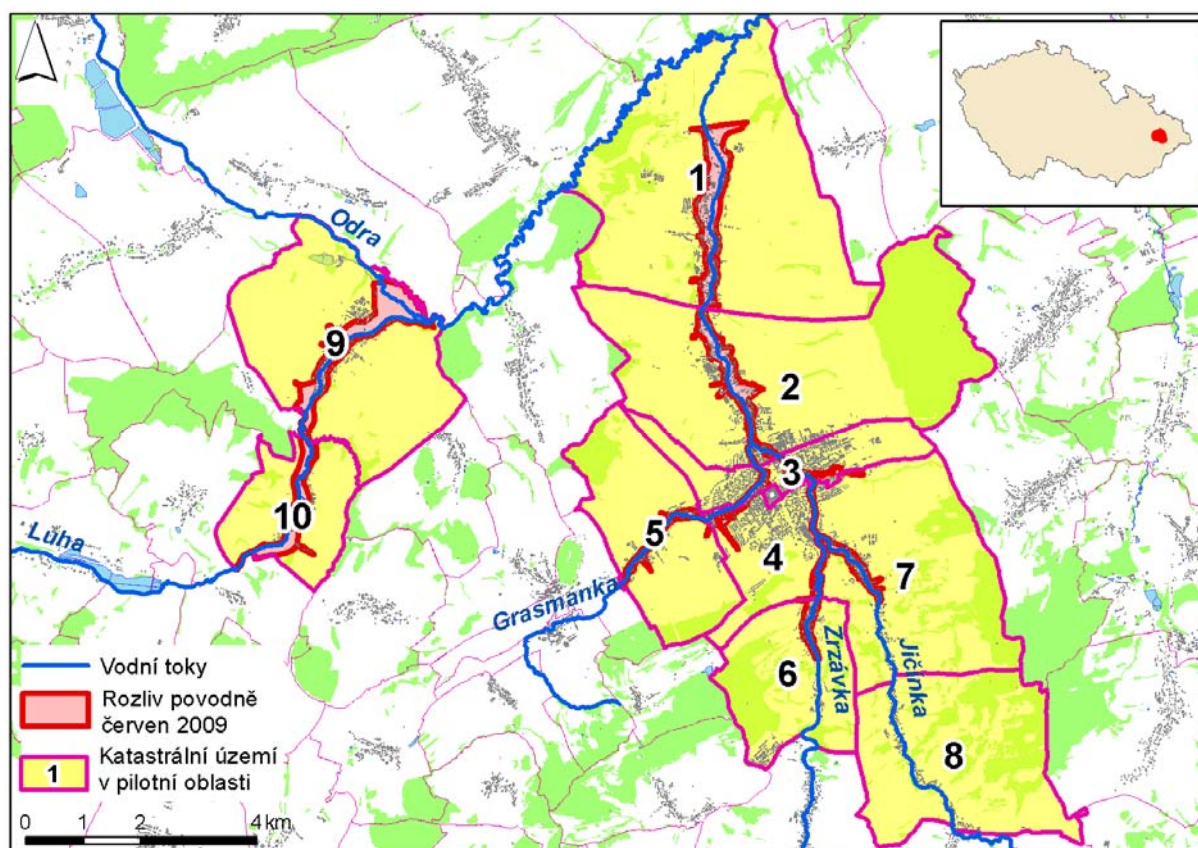 1
Odra
9
2
3
10
5
4
7
Luha
Grasmanka
6
Zrzávka
Jičínka
8
Vodní toky
Rozliv povodně
červen 2009
1 Katastrální území
v pilotní oblasti
0 1 2 4 km